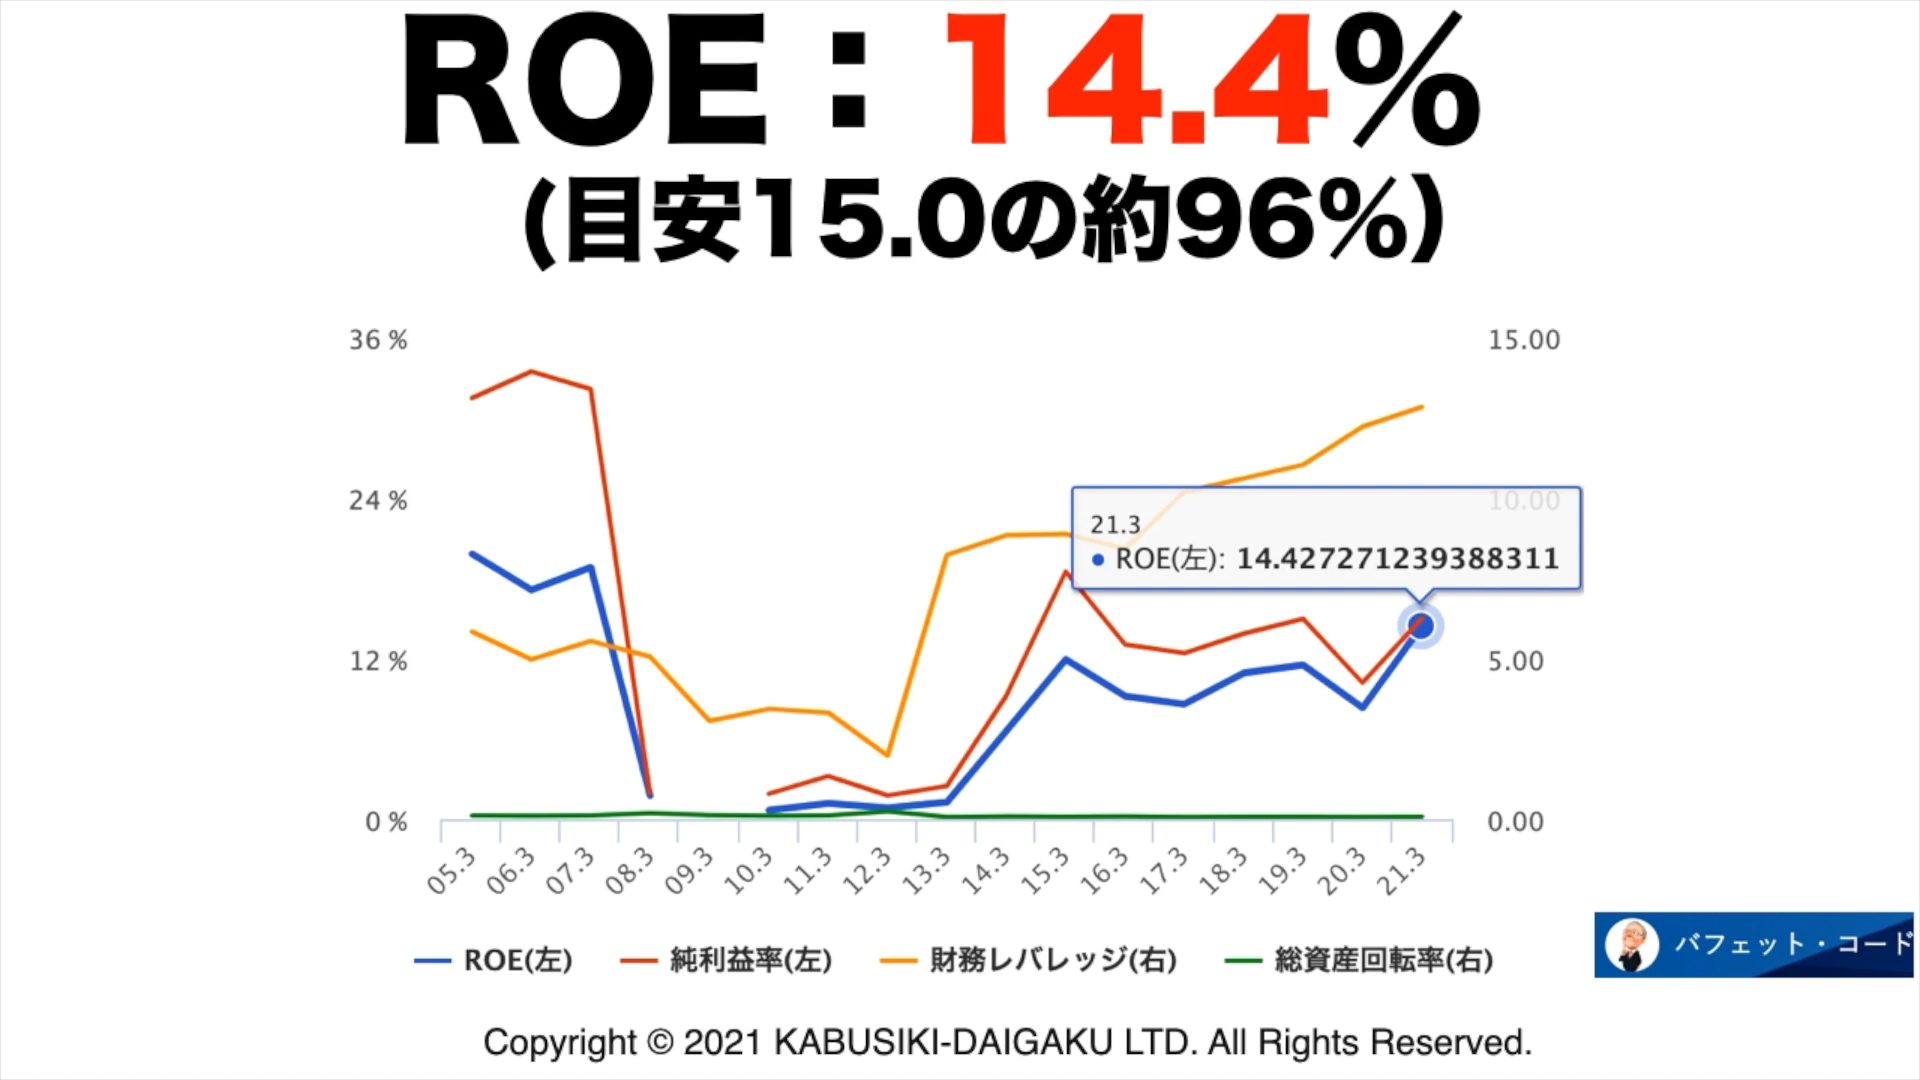 ROE：14.4%
(目安15.0の約96%)
36 %
15.00
24 %
10.00
21.3
ROE(左): 14.427271239388311
12 %
5.00
0 %
0.00
05.3 06.3 07.3 08.3 09.3 10.3 11.3 12.3 13.3 14.3 15.3 16.3 17.3 18.3 19.3 20.3 21.3
ROE(左) 純利益率(左) 財務レバレッジ(右) 総資産回転率(右)
バフェット・コード
Copyright © 2021 KABUSIKI-DAIGAKU LTD. All Rights Reserved.